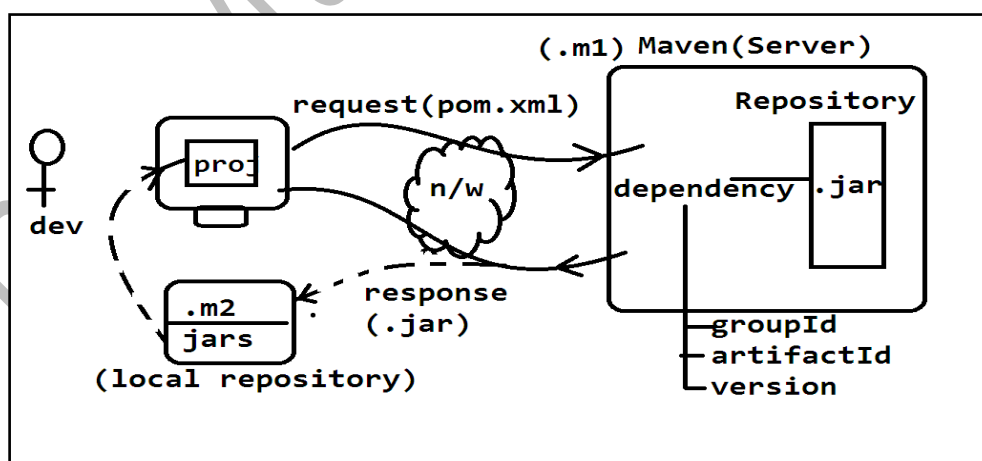 (.m1) Maven(Server)
request(pom.xml)
Repository
proj
n/w
dependency
.jar
dev
.m2
jars
response
(.jar)
(local repository)
groupId
artifactId
version